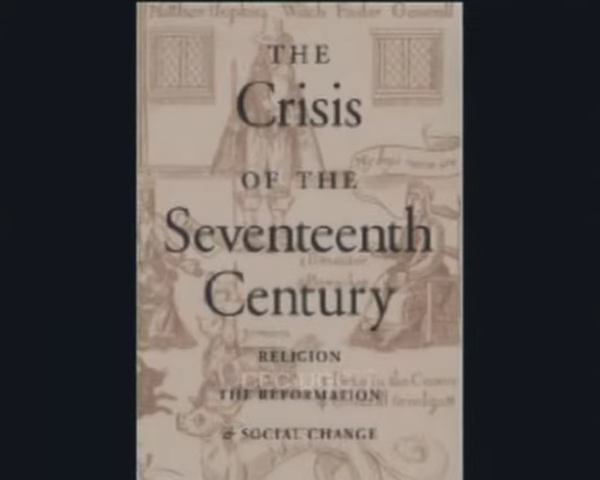 Matthew Hopkins Witch Finder Generall
THE
Crisis
OF THE
Seventeenth
Century
RELIGION
THE REFORMATION
& SOCIAL CHANGE